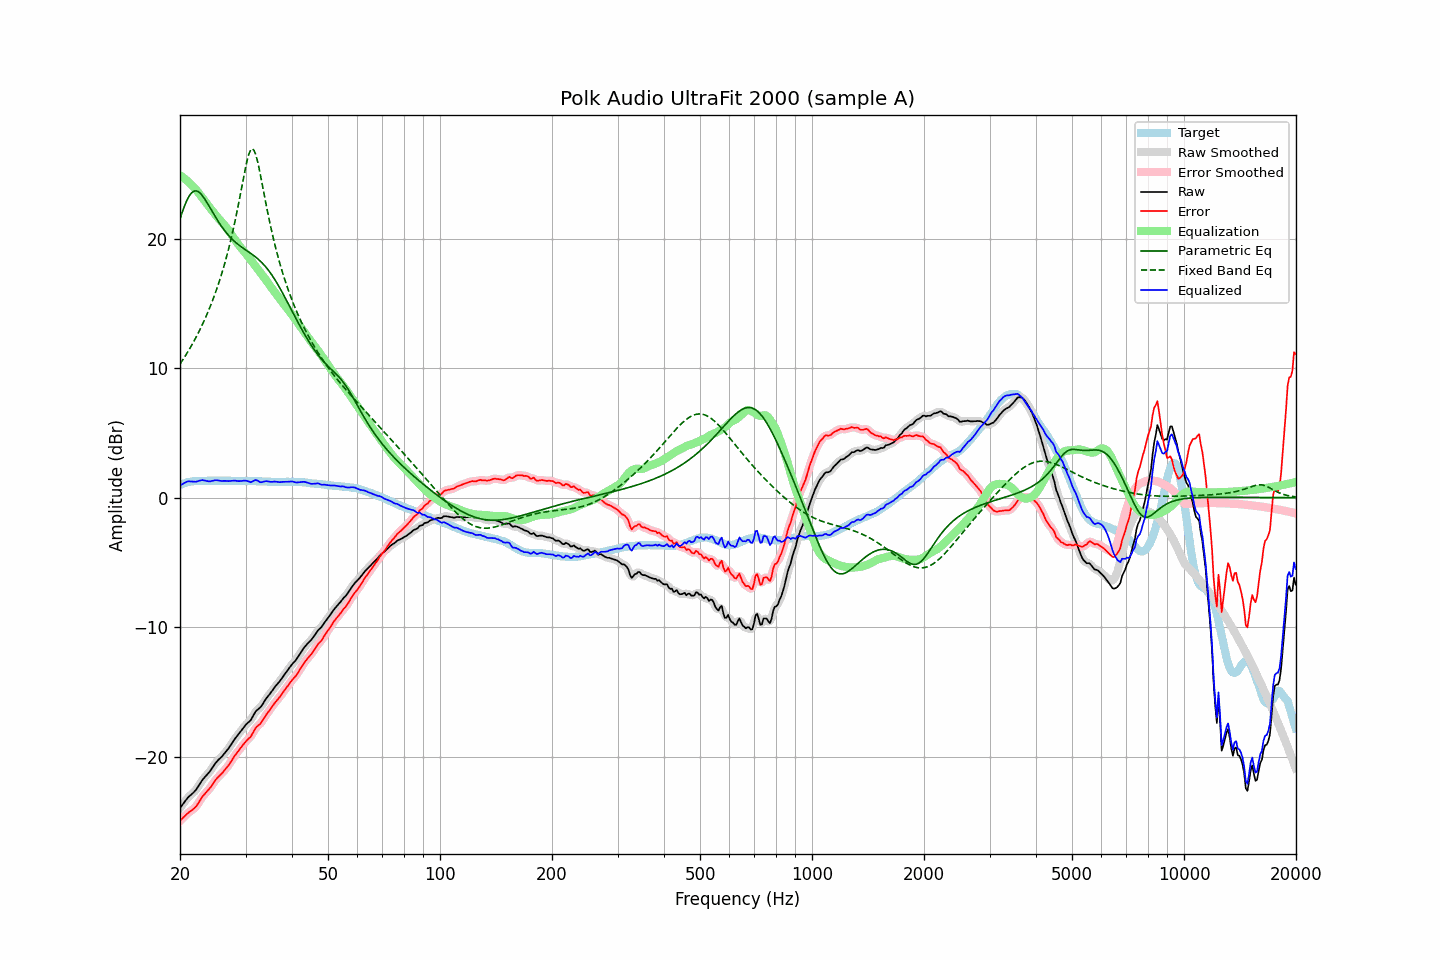 Polk Audio UltraFit 2000 (sample A)
Target
Raw Smoothed
Error Smoothed
Raw
Error
Equalization
Parametric Eq
Fixed Band Eq
Equalized
Amplitude (dBr)
20
10
0
−10
−20
20 50 100 200 500 1000 2000 5000 10000 20000
Frequency (Hz)